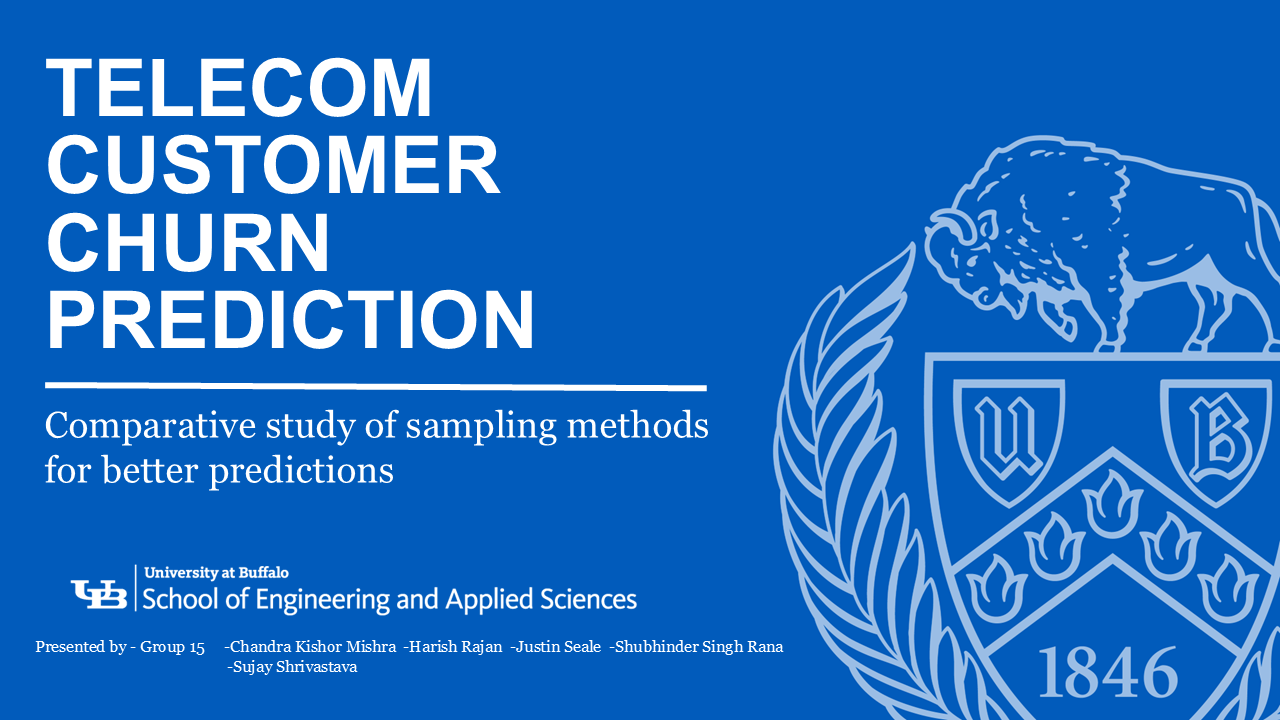 TELECOM
CUSTOMER
CHURN
PREDICTION
Comparative study of sampling methods
for better predictions
UB
University at Buffalo
School of Engineering and Applied Sciences
Presented by - Group 15 -Chandra Kishor Mishra -Harish Rajan -Justin Seale -Shubhinder Singh Rana
-Sujay Shrivastava
U B
1846